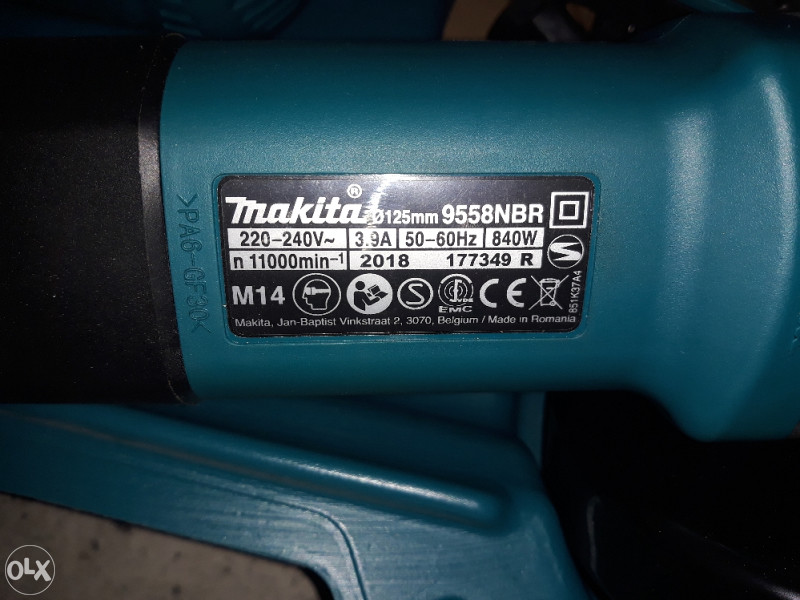 >PA6-GF30<
makita® Ø125mm 9558NBR
220-240V~ 3.9A 50-60Hz 840W
n 11000min⁻¹ 2018 177349 R
M14 S DE EMC CE
Makita, Jan-Baptist Vinkstraat 2, 3070, Belgium / Made in Romania
851K37A4
OLX